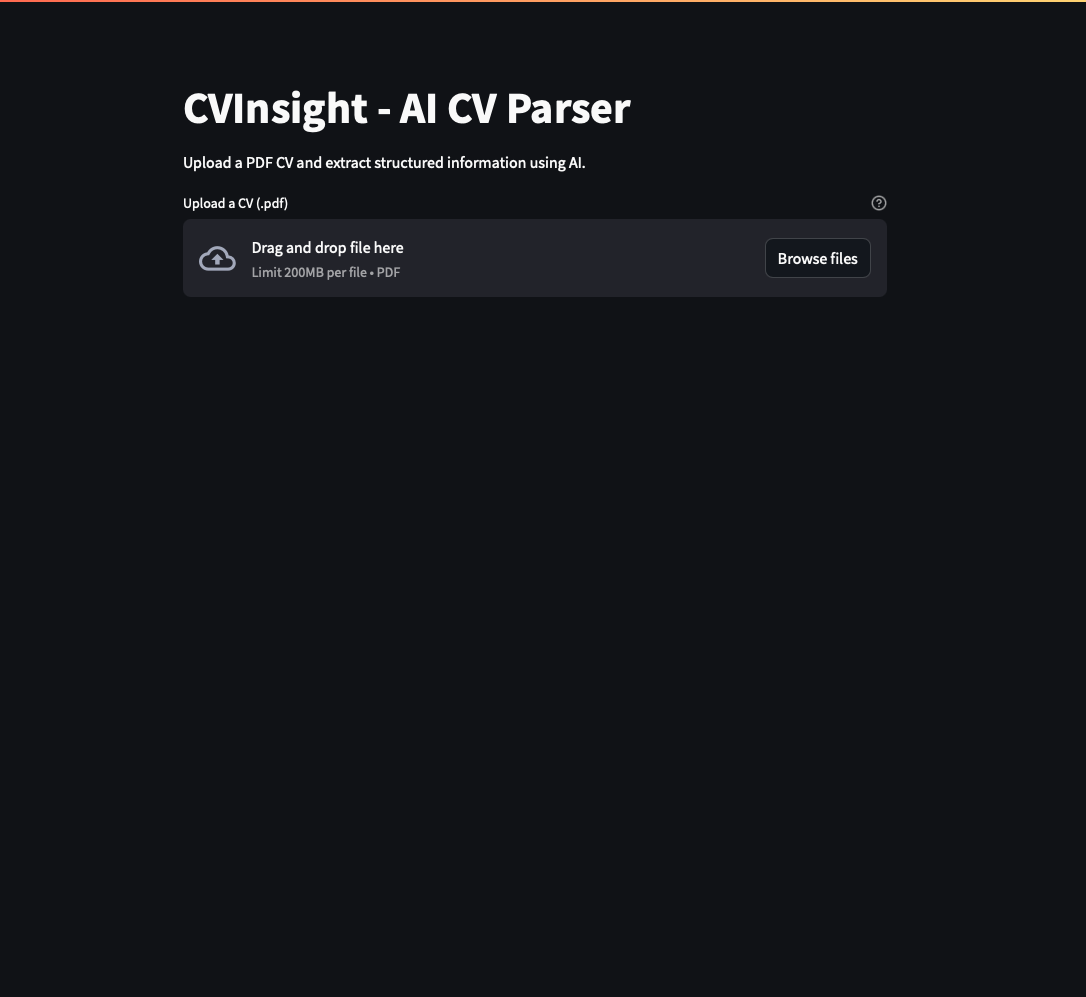 CVInsight - AI CV Parser
Upload a PDF CV and extract structured information using AI.
Upload a CV (.pdf)
Drag and drop file here
Limit 200MB per file • PDF
Browse files